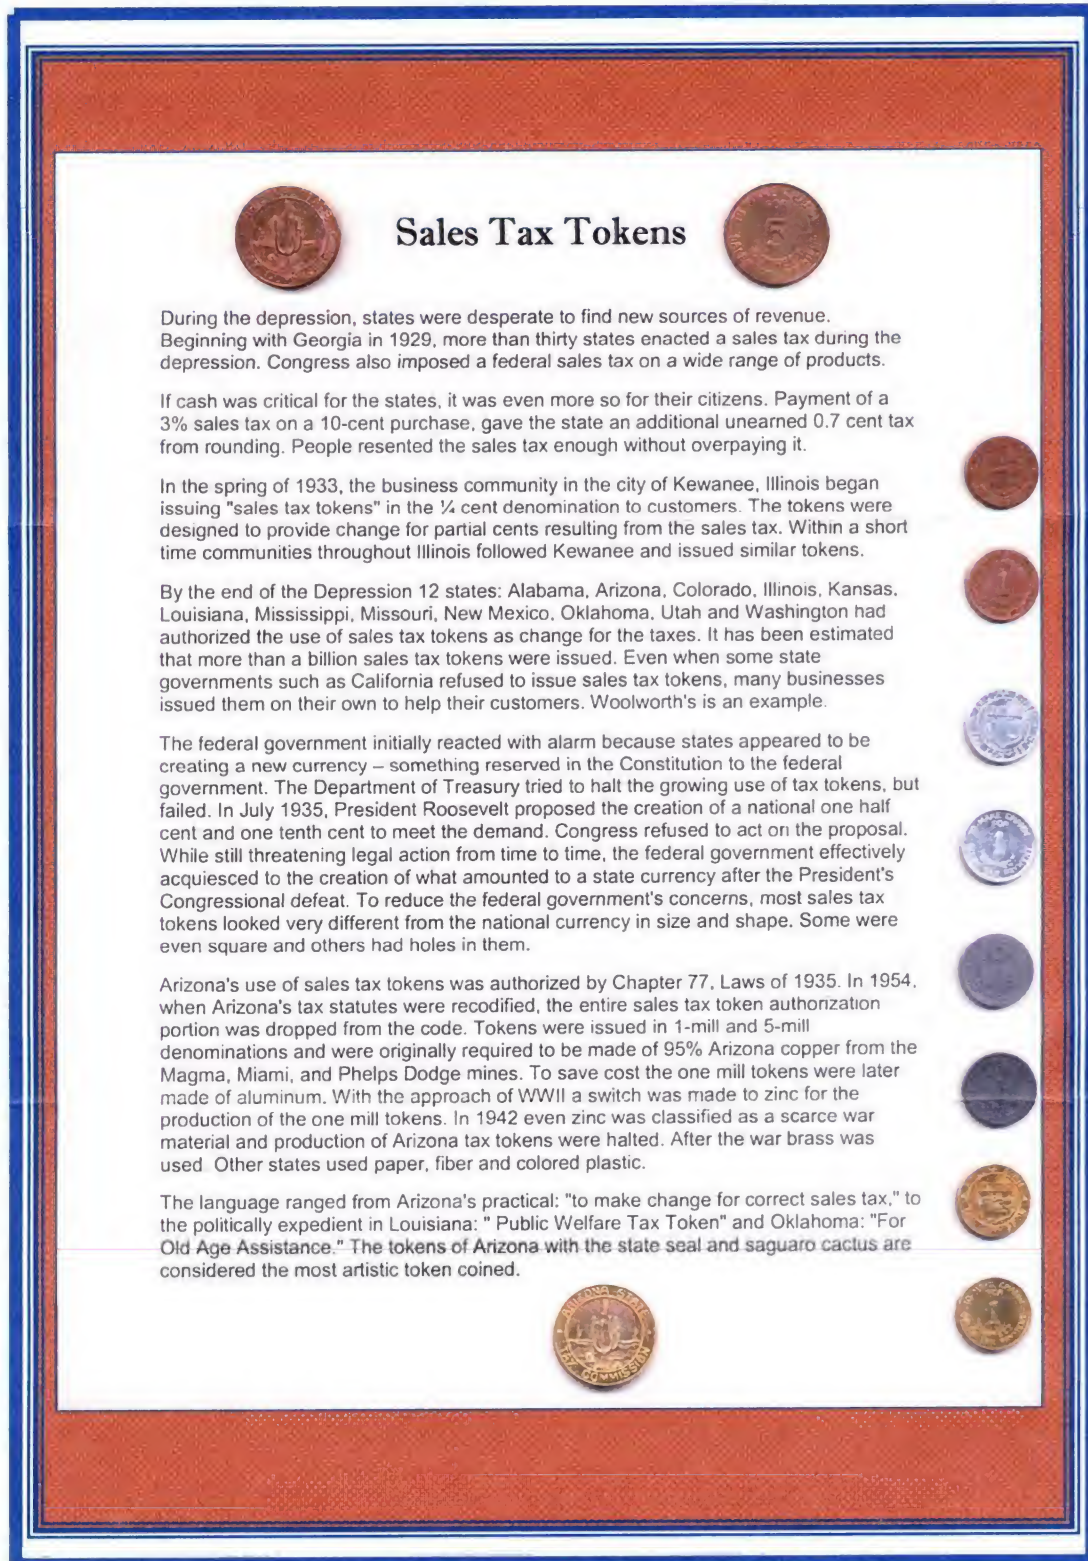 Sales Tax Tokens
5
During the depression, states were desperate to find new sources of revenue.
Beginning with Georgia in 1929, more than thirty states enacted a sales tax during the
depression. Congress also imposed a federal sales tax on a wide range of products.
If cash was critical for the states, it was even more so for their citizens. Payment of a
3% sales tax on a 10-cent purchase, gave the state an additional unearned 0.7 cent tax
from rounding. People resented the sales tax enough without overpaying it.
In the spring of 1933, the business community in the city of Kewanee, Illinois began
issuing "sales tax tokens" in the ¼ cent denomination to customers. The tokens were
designed to provide change for partial cents resulting from the sales tax. Within a short
time communities throughout Illinois followed Kewanee and issued similar tokens.
By the end of the Depression 12 states: Alabama, Arizona, Colorado, Illinois, Kansas,
Louisiana, Mississippi, Missouri, New Mexico, Oklahoma, Utah and Washington had
authorized the use of sales tax tokens as change for the taxes. It has been estimated
that more than a billion sales tax tokens were issued. Even when some state
governments such as California refused to issue sales tax tokens, many businesses
issued them on their own to help their customers. Woolworth's is an example.
The federal government initially reacted with alarm because states appeared to be
creating a new currency – something reserved in the Constitution to the federal
government. The Department of Treasury tried to halt the growing use of tax tokens, but
failed. In July 1935, President Roosevelt proposed the creation of a national one half
cent and one tenth cent to meet the demand. Congress refused to act on the proposal.
While still threatening legal action from time to time, the federal government effectively
acquiesced to the creation of what amounted to a state currency after the President's
Congressional defeat. To reduce the federal government's concerns, most sales tax
tokens looked very different from the national currency in size and shape. Some were
even square and others had holes in them.
Arizona's use of sales tax tokens was authorized by Chapter 77, Laws of 1935. In 1954,
when Arizona's tax statutes were recodified, the entire sales tax token authorization
portion was dropped from the code. Tokens were issued in 1-mill and 5-mill
denominations and were originally required to be made of 95% Arizona copper from the
Magma, Miami, and Phelps Dodge mines. To save cost the one mill tokens were later
made of aluminum. With the approach of WWII a switch was made to zinc for the
production of the one mill tokens. In 1942 even zinc was classified as a scarce war
material and production of Arizona tax tokens were halted. After the war brass was
used. Other states used paper, fiber and colored plastic.
The language ranged from Arizona's practical: "to make change for correct sales tax," to
the politically expedient in Louisiana: " Public Welfare Tax Token" and Oklahoma: "For
Old Age Assistance." The tokens of Arizona with the state seal and saguaro cactus are
considered the most artistic token coined.
1
TO MAKE CHANGE
FOR
1
TO MAKE CHANGE
FOR
1
ARIZONA STATE
TAX COMMISSION